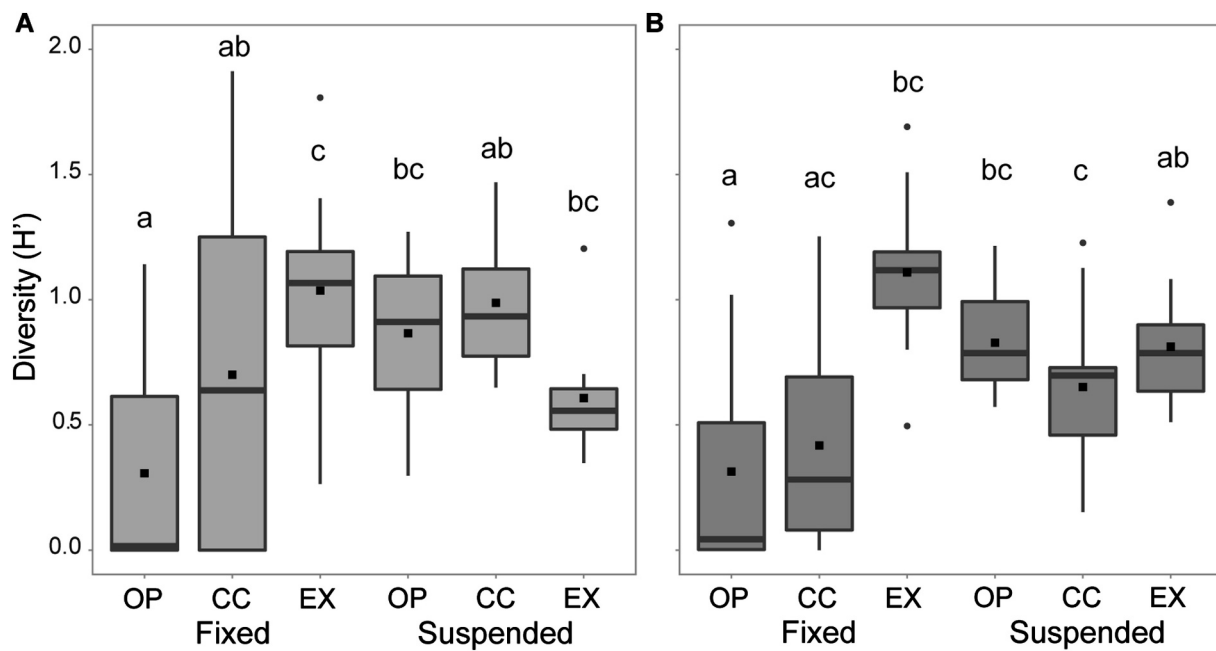 A
B
Diversity (H')
2.0
1.5
1.0
0.5
0.0
a
ab
c
bc
ab
bc
a
ac
bc
bc
c
ab
OP CC EX OP CC EX
Fixed Suspended
OP CC EX OP CC EX
Fixed Suspended